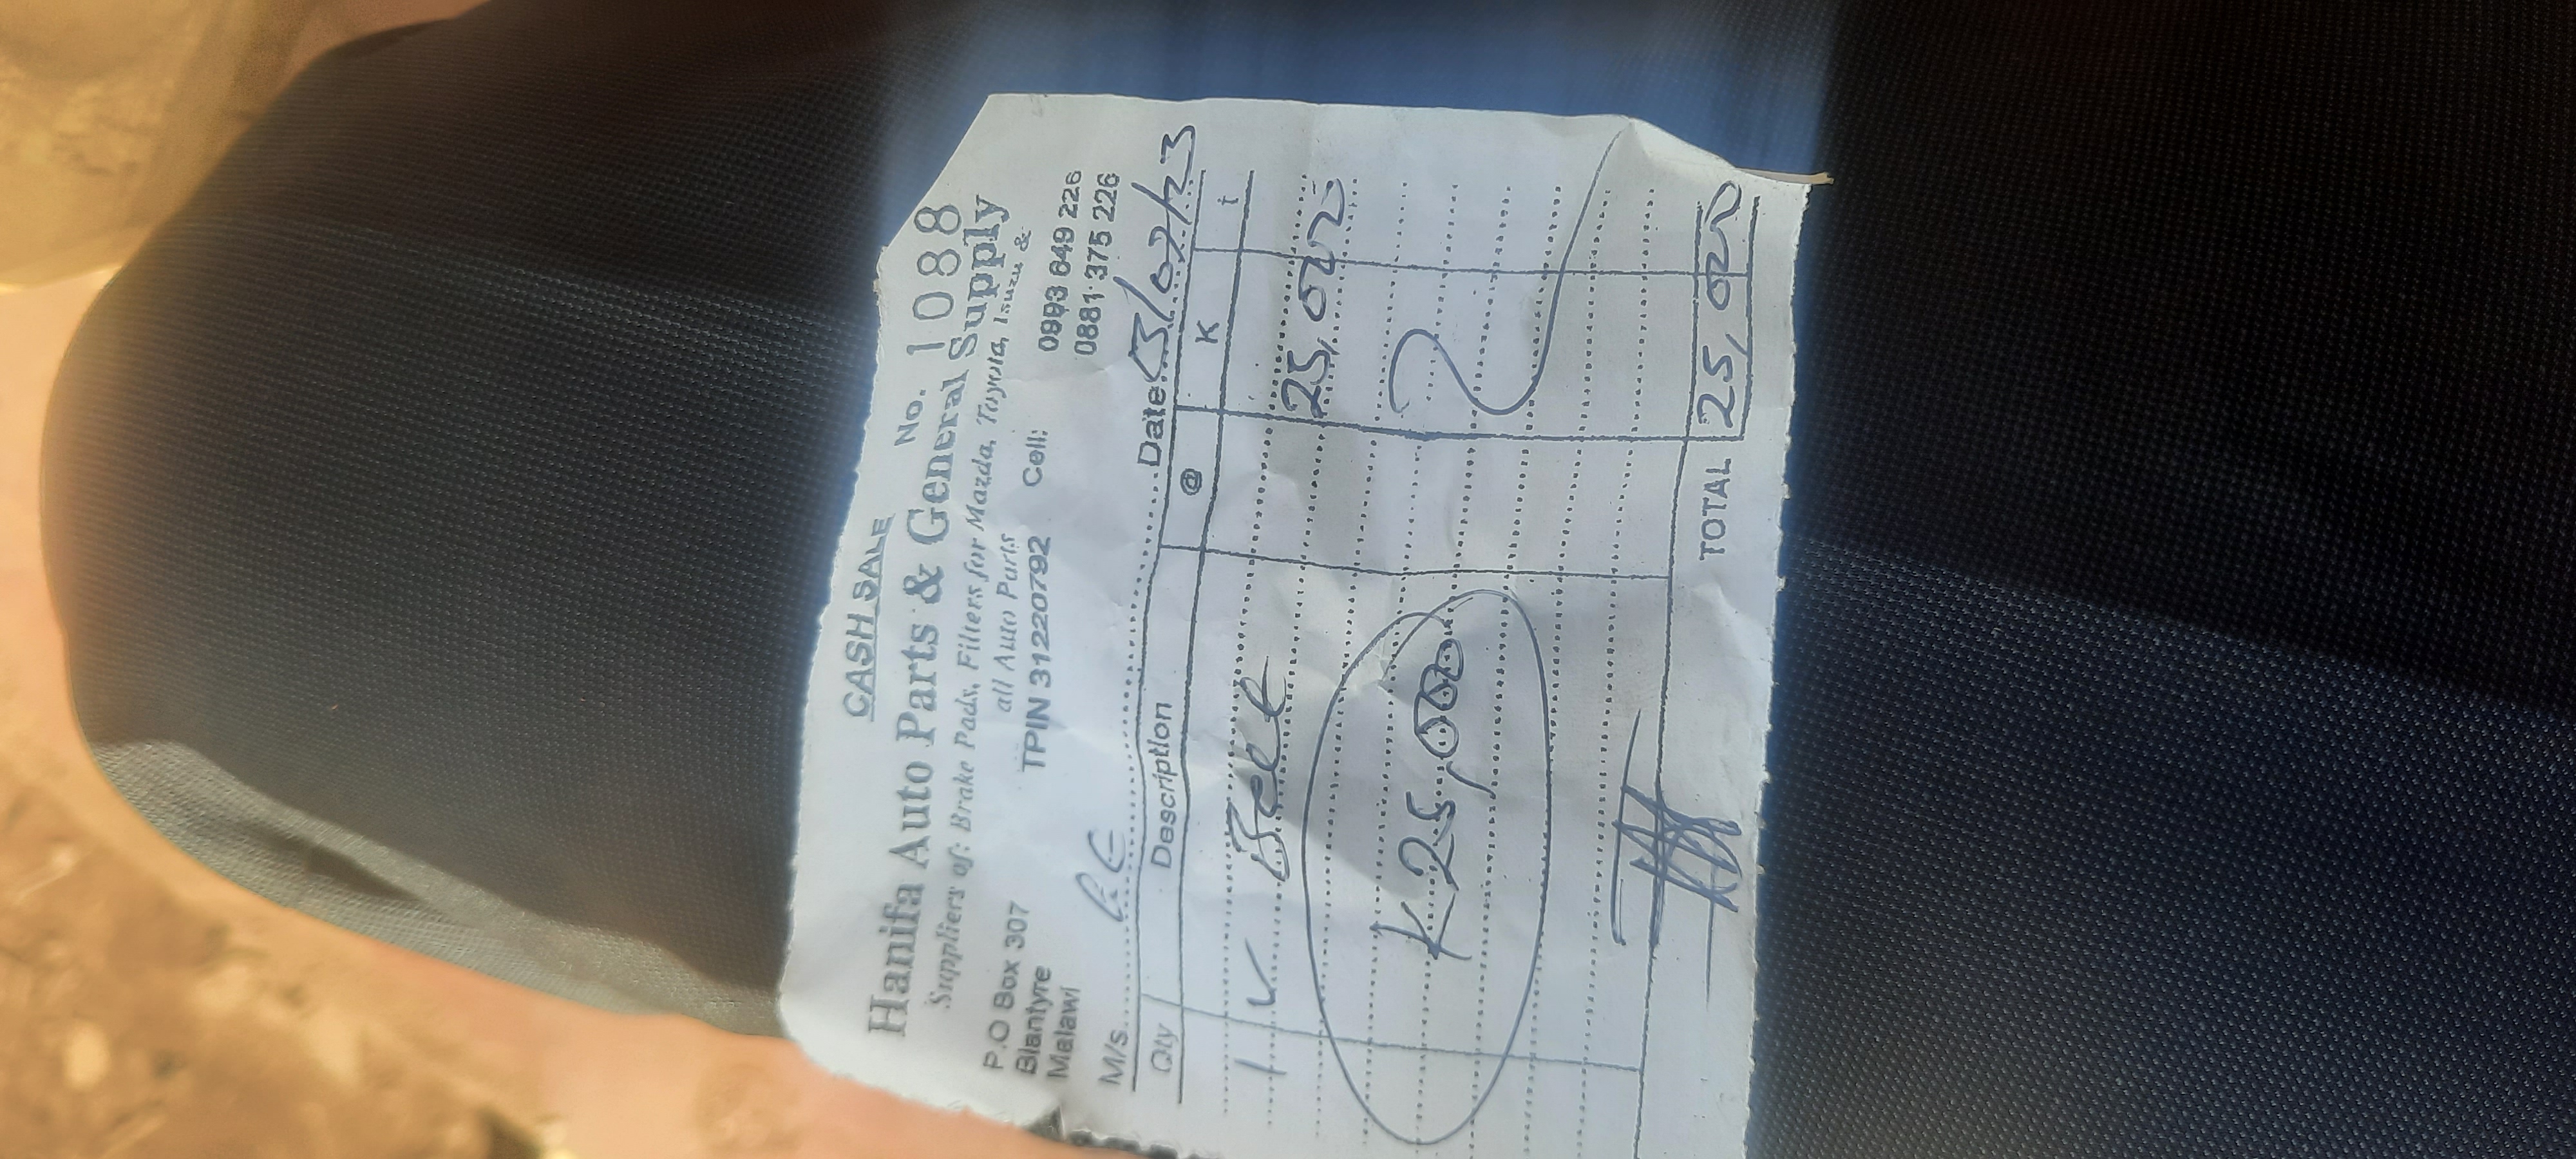 CASH SALE
No. 1088
Hanifa Auto Parts & General Supply
Suppliers of: Brake Pads, Filters for Mazda, Toyota, Isuzu &
all Auto Parts
P.O Box 307
Blantyre
Malawi
TPIN 31220792
Cell: 0993 649 226
0881 375 226
M/s
Date 13/07/23
Qty Description @ K t
1 V Belt 25,000
K25,000
TOTAL 25,000